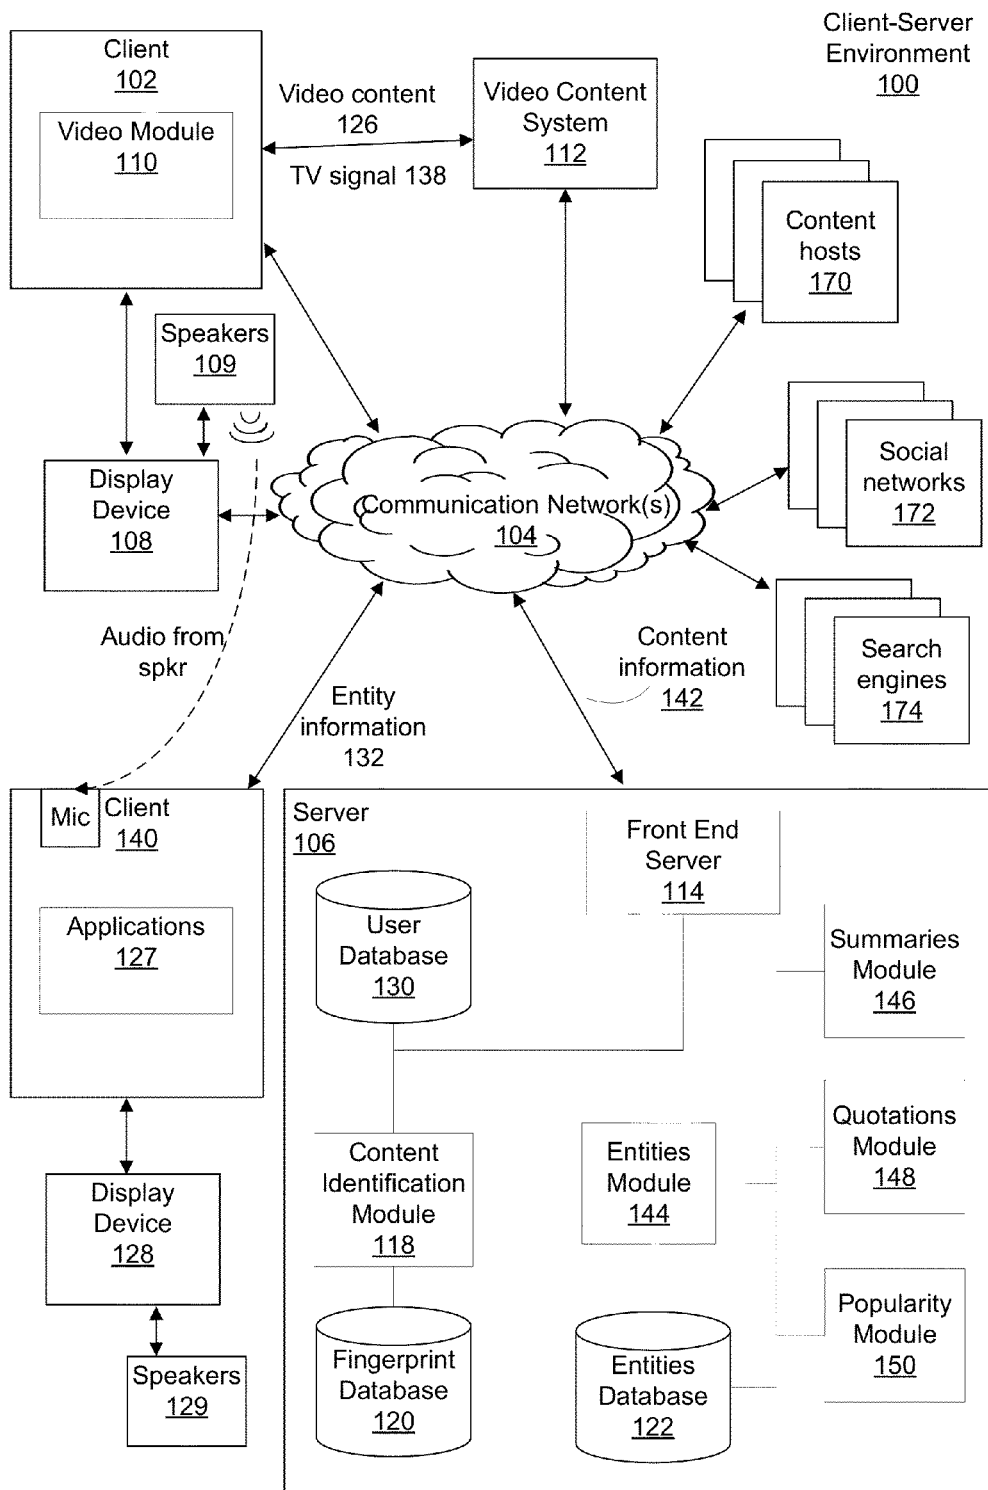 Client-Server
Environment
100
Client
102
Video Module
110
Video content
126
TV signal 138
Video Content
System
112
Content
hosts
170
Speakers
109
Display
Device
108
Communication Network(s)
104
Social
networks
172
Search
engines
174
Audio from
spkr
Entity
information
132
Content
information
142
Mic
Client
140
Applications
127
Display
Device
128
Speakers
129
Server
106
Front End
Server
114
User
Database
130
Summaries
Module
146
Content
Identification
Module
118
Entities
Module
144
Quotations
Module
148
Fingerprint
Database
120
Entities
Database
122
Popularity
Module
150